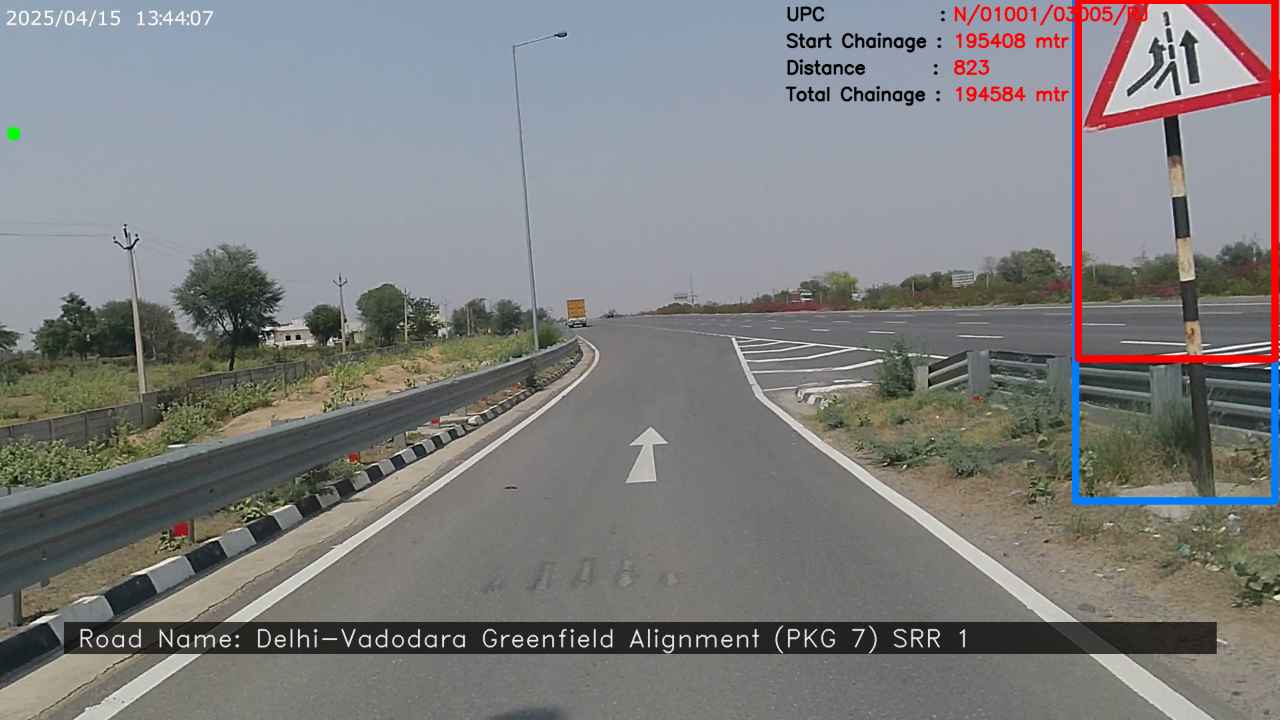 2025/04/15 13:44:07
UPC : N/01001/03005/RJ
Start Chainage : 195408 mtr
Distance : 823
Total Chainage : 194584 mtr
Road Name: Delhi-Vadodara Greenfield Alignment (PKG 7) SRR 1